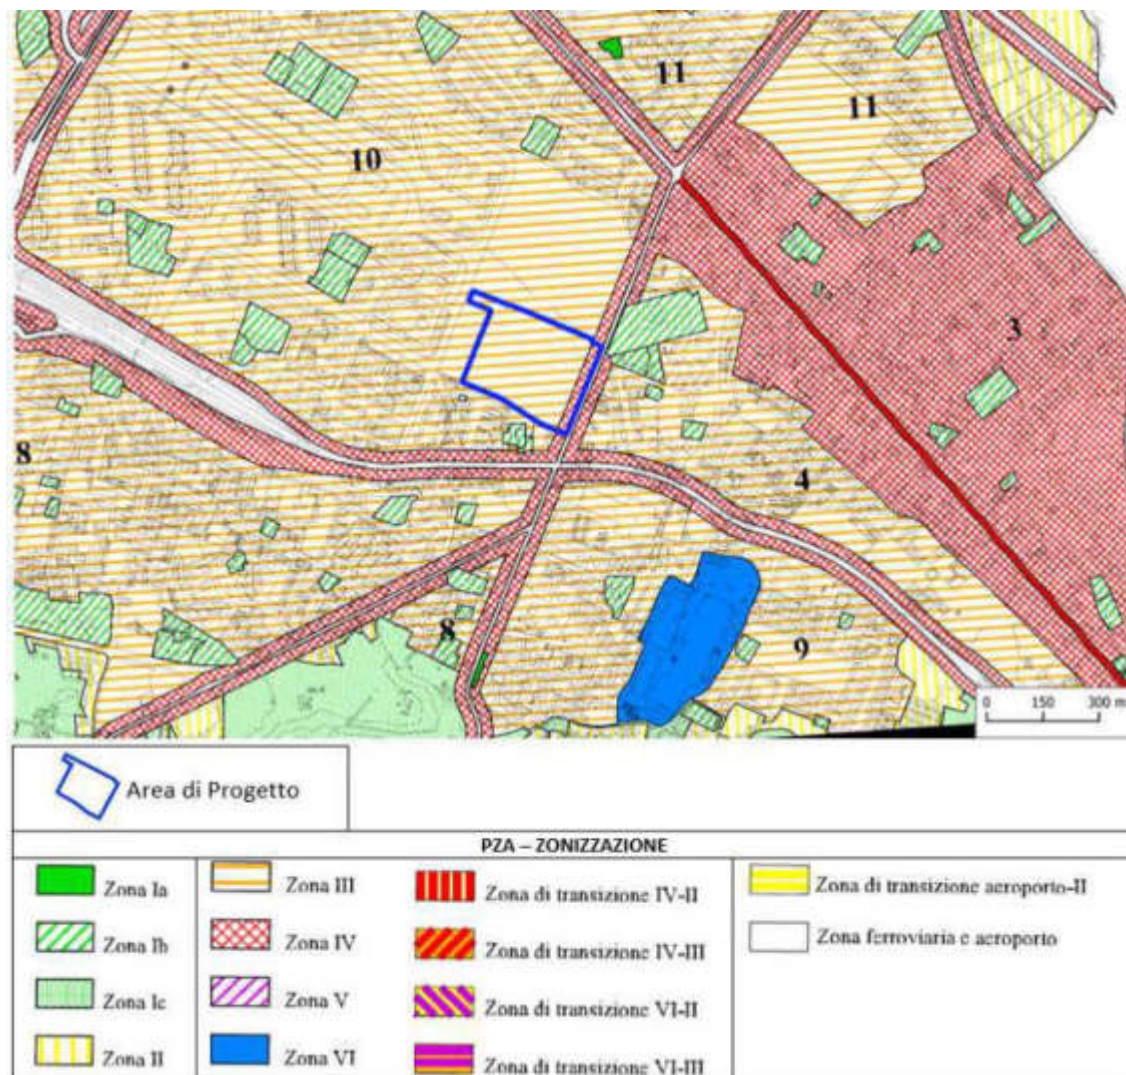 11
11
10
3
8
4
8
9
0 150 300 m
Area di Progetto
PZA – ZONIZZAZIONE
Zona Ia
Zona Ib
Zona Ic
Zona II
Zona III
Zona IV
Zona V
Zona VI
Zona di transizione IV-II
Zona di transizione IV-III
Zona di transizione VI-II
Zona di transizione VI-III
Zona di transizione aeroporto-II
Zona ferroviaria e aeroporto